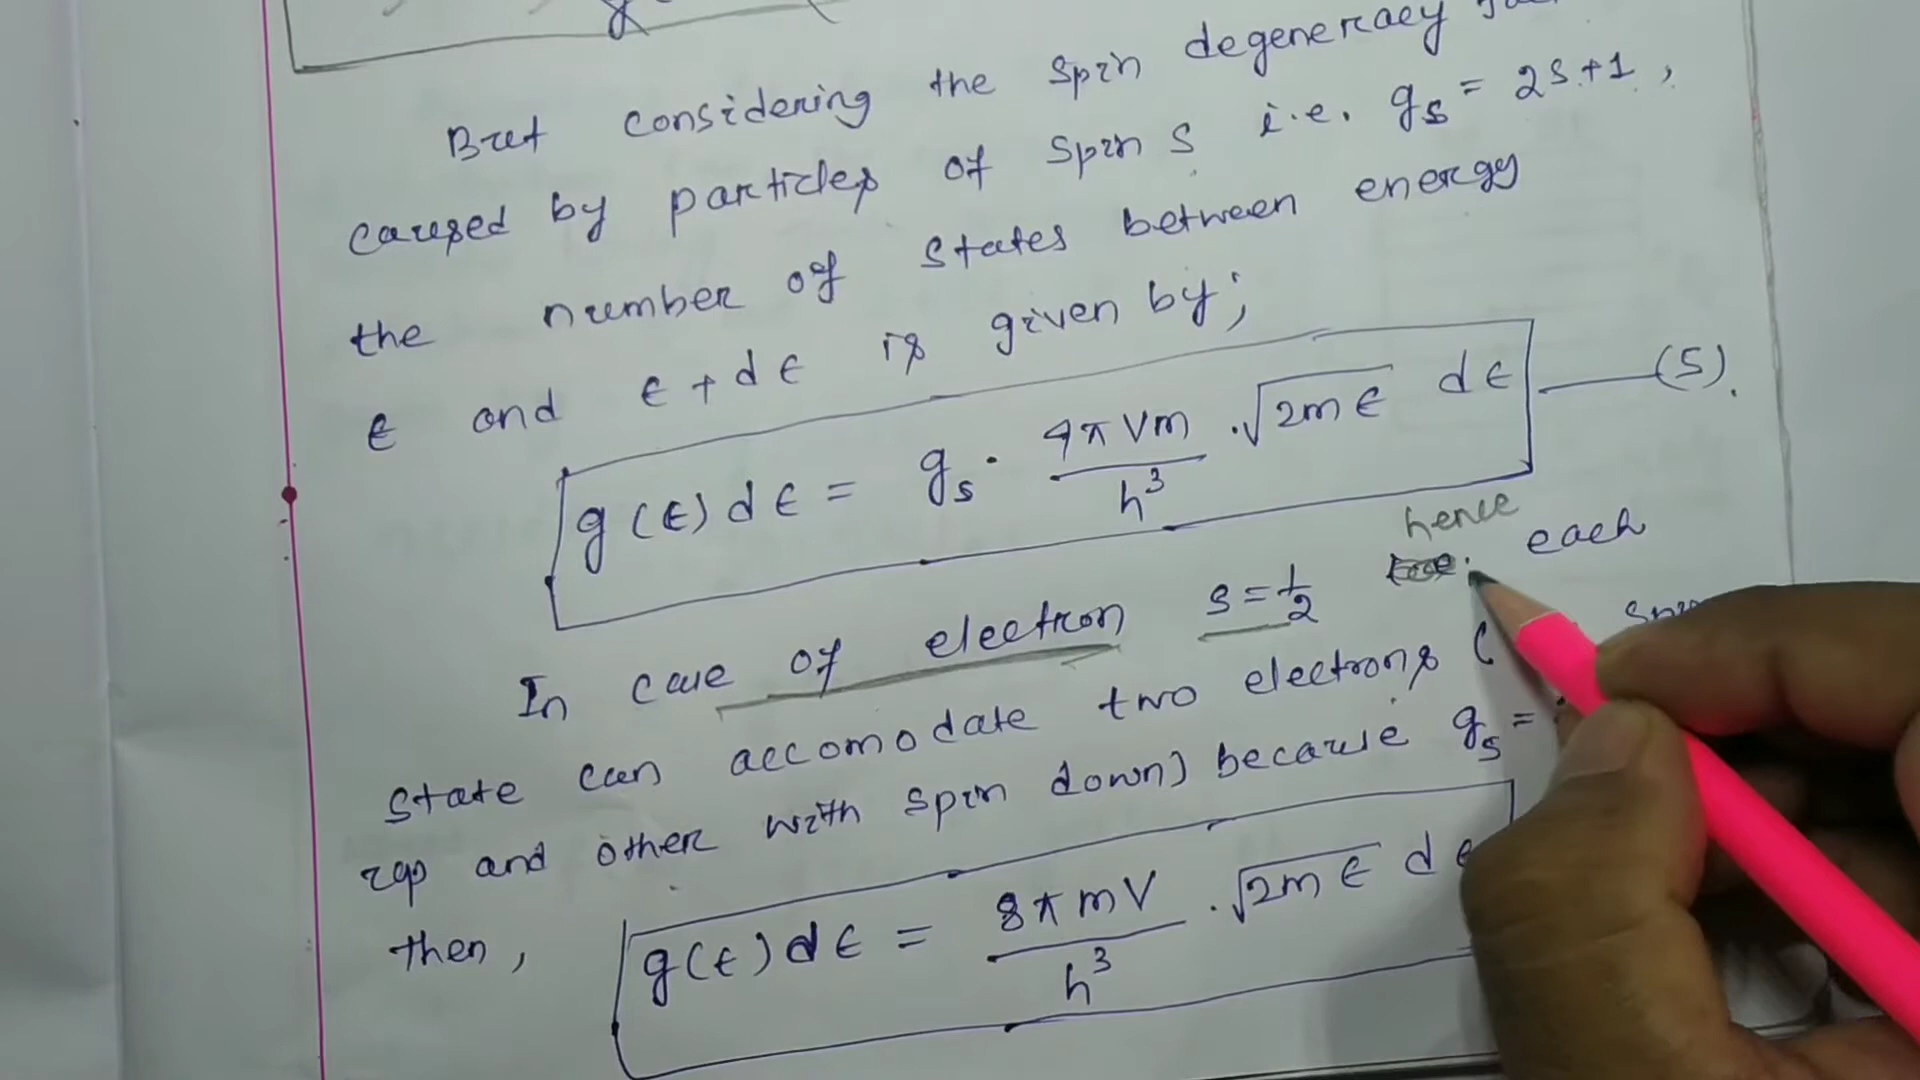 But considering the spin degeneracy
caused by particles of spin S i.e. gₛ = 2S+1,
the number of states between energy
ϵ and ϵ+dϵ is given by;
g(ϵ)dϵ = gₛ · 4πVm/h³ · √2mϵ dϵ ——(5).
hence
In case of electron s=1/2 each
state can accomodate two electrons (
up and other with spin down) because gₛ =
then, g(ϵ)dϵ = 8πmV/h³ · √2mϵ dϵ